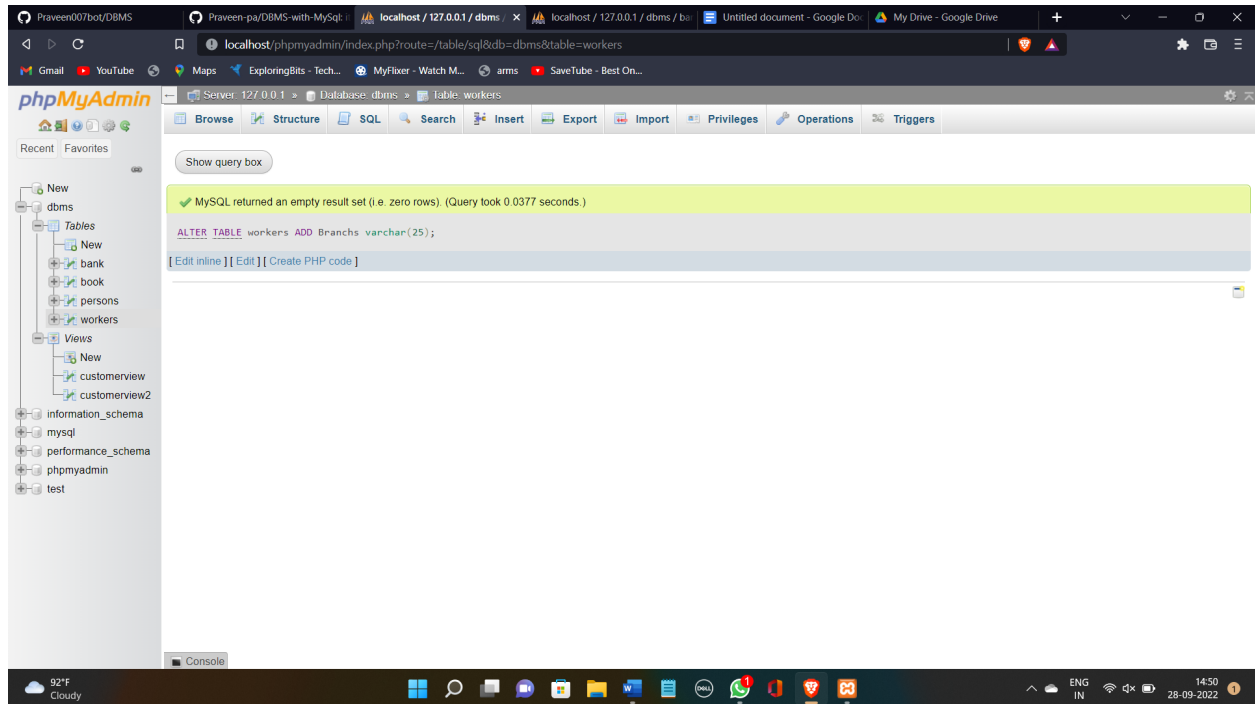 Praveen007bot/DBMS
Praveen-pa/DBMS-with-MySql: i
localhost / 127.0.0.1 / dbms /
localhost / 127.0.0.1 / dbms / ba
Untitled document - Google Doc
My Drive - Google Drive
localhost/phpmyadmin/index.php?route=/table/sql&db=dbms&table=workers
Gmail YouTube Maps ExploringBits - Tech... MyFlixer - Watch M... arms SaveTube - Best On...
phpMyAdmin
Recent Favorites
New
dbms
Tables
New
bank
book
persons
workers
Views
New
customerview
customerview2
information_schema
mysql
performance_schema
phpmyadmin
test
Server: 127.0.0.1 » Database: dbms » Table: workers
Browse Structure SQL Search Insert Export Import Privileges Operations Triggers
Show query box
MySQL returned an empty result set (i.e. zero rows). (Query took 0.0377 seconds.)
ALTER TABLE workers ADD Branchs varchar(25);
[ Edit inline ] [ Edit ] [ Create PHP code ]
Console
92°F
Cloudy
DELL
1
ENG
IN
14:50
28-09-2022
1